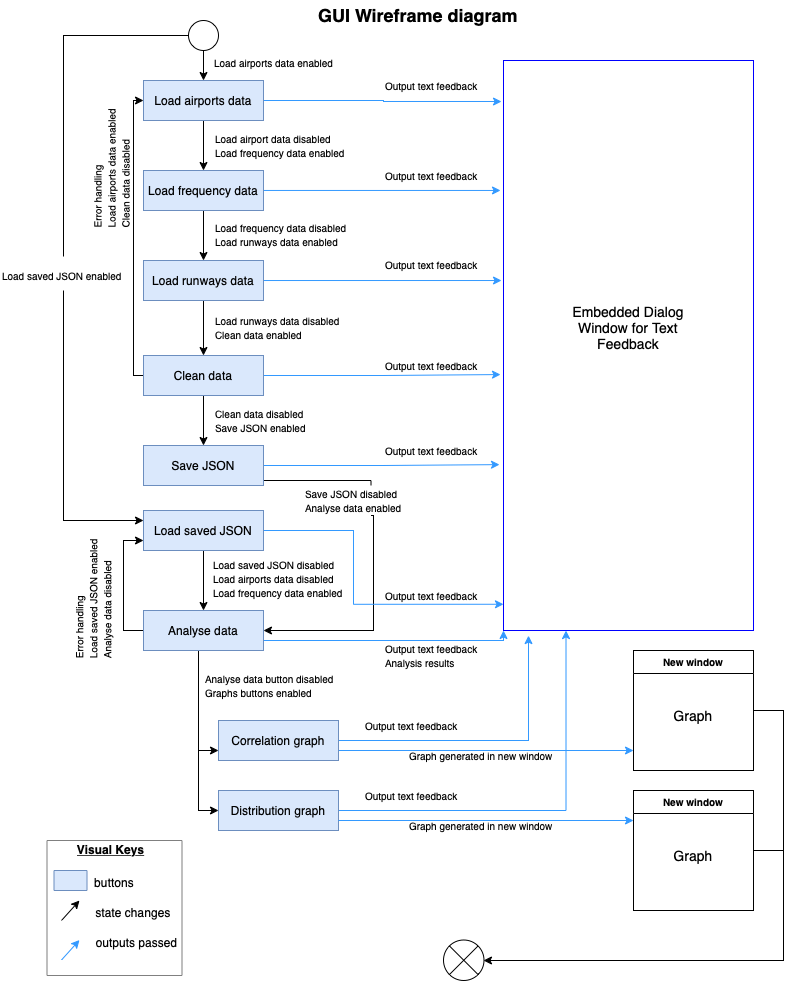 GUI Wireframe diagram
Load airports data enabled
Load airports data
Output text feedback
Load airport data disabled
Load frequency data enabled
Error handling
Load airports data enabled
Clean data disabled
Load frequency data
Output text feedback
Load frequency data disabled
Load runways data enabled
Load saved JSON enabled
Load runways data
Output text feedback
Embedded Dialog
Window for Text
Feedback
Load runways data disabled
Clean data enabled
Clean data
Output text feedback
Clean data disabled
Save JSON enabled
Save JSON
Output text feedback
Save JSON disabled
Analyse data enabled
Load saved JSON
Error handling
Load saved JSON enabled
Analyse data disabled
Load saved JSON disabled
Load airports data disabled
Load frequency data enabled
Output text feedback
Analyse data
Output text feedback
Analysis results
Analyse data button disabled
Graphs buttons enabled
New window
Graph
Correlation graph
Output text feedback
Graph generated in new window
Distribution graph
Output text feedback
Graph generated in new window
New window
Graph
Visual Keys
buttons
state changes
outputs passed